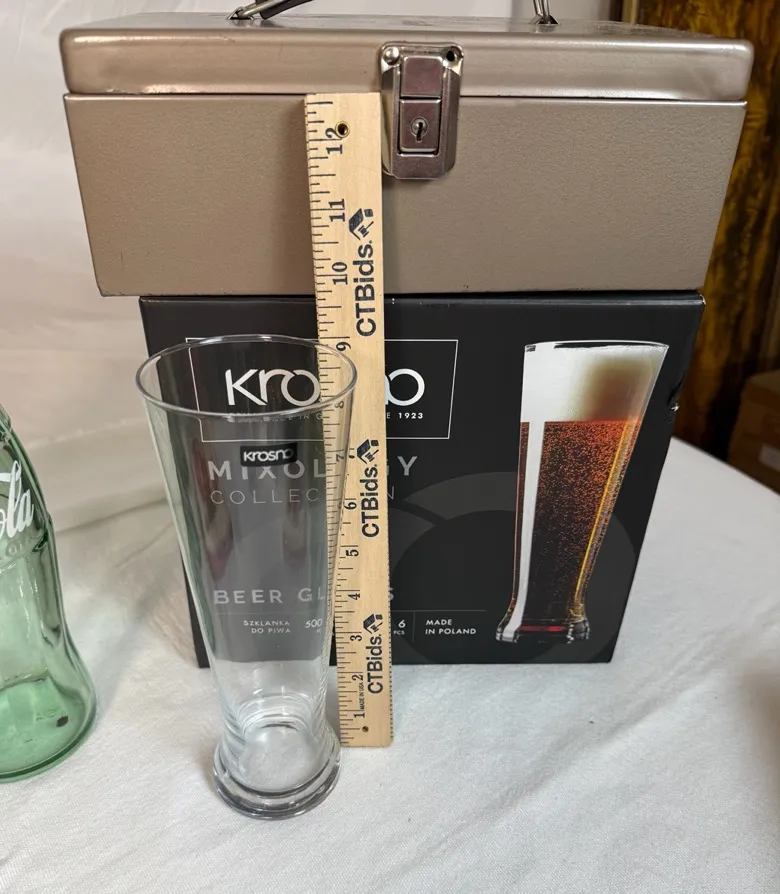 12
11
10
9
8
7
6
5
4
3
2
1
CTBids.
CTBids.
CTBids.
MADE IN USA
Krosno
E 1923
krosno
MIXOLOGY
COLLECTION
BEER GLASS
SZKLANKA
DO PIWA
500
6
PCS
MADE
IN POLAND
la